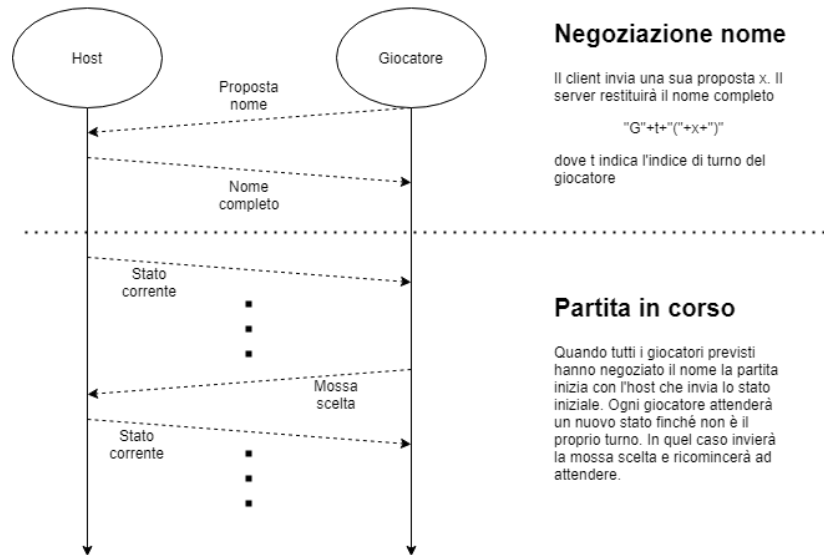 Host
Giocatore
Proposta
nome
Nome
completo
Negoziazione nome
Il client invia una sua proposta x. Il
server restituirà il nome completo
"G"+t+"("+x+")"
dove t indica l'indice di turno del
giocatore
Stato
corrente
Mossa
scelta
Stato
corrente
Partita in corso
Quando tutti i giocatori previsti
hanno negoziato il nome la partita
inizia con l'host che invia lo stato
iniziale. Ogni giocatore attenderà
un nuovo stato finché non è il
proprio turno. In quel caso invierà
la mossa scelta e ricomincerà ad
attendere.